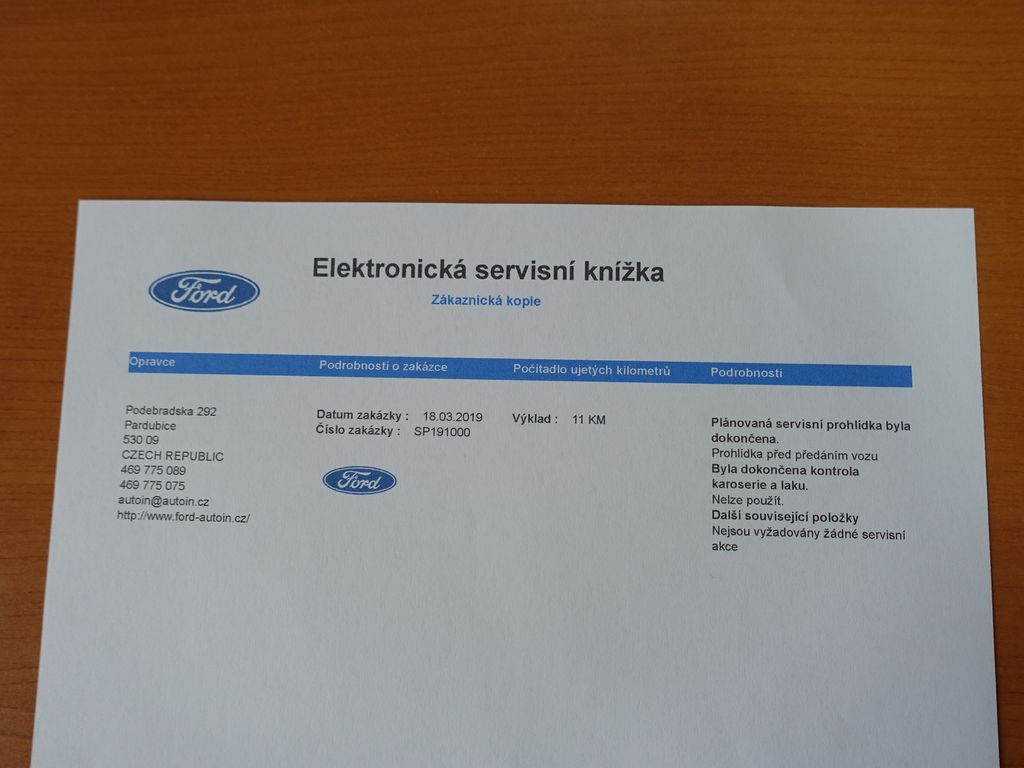 Ford
Elektronická servisní knížka
Zákaznická kopie
Opravce
Podrobnosti o zakázce
Počítadlo ujetých kilometrů
Podrobnosti
Podebradska 292
Pardubice
530 09
CZECH REPUBLIC
469 775 089
469 775 075
autoin@autoin.cz
http://www.ford-autoin.cz/
Datum zakázky : 18.03.2019
Číslo zakázky : SP191000
Ford
Výklad : 11 KM
Plánovaná servisní prohlídka byla
dokončena.
Prohlídka před předáním vozu
Byla dokončena kontrola
karoserie a laku.
Nelze použít.
Další související položky
Nejsou vyžadovány žádné servisní
akce